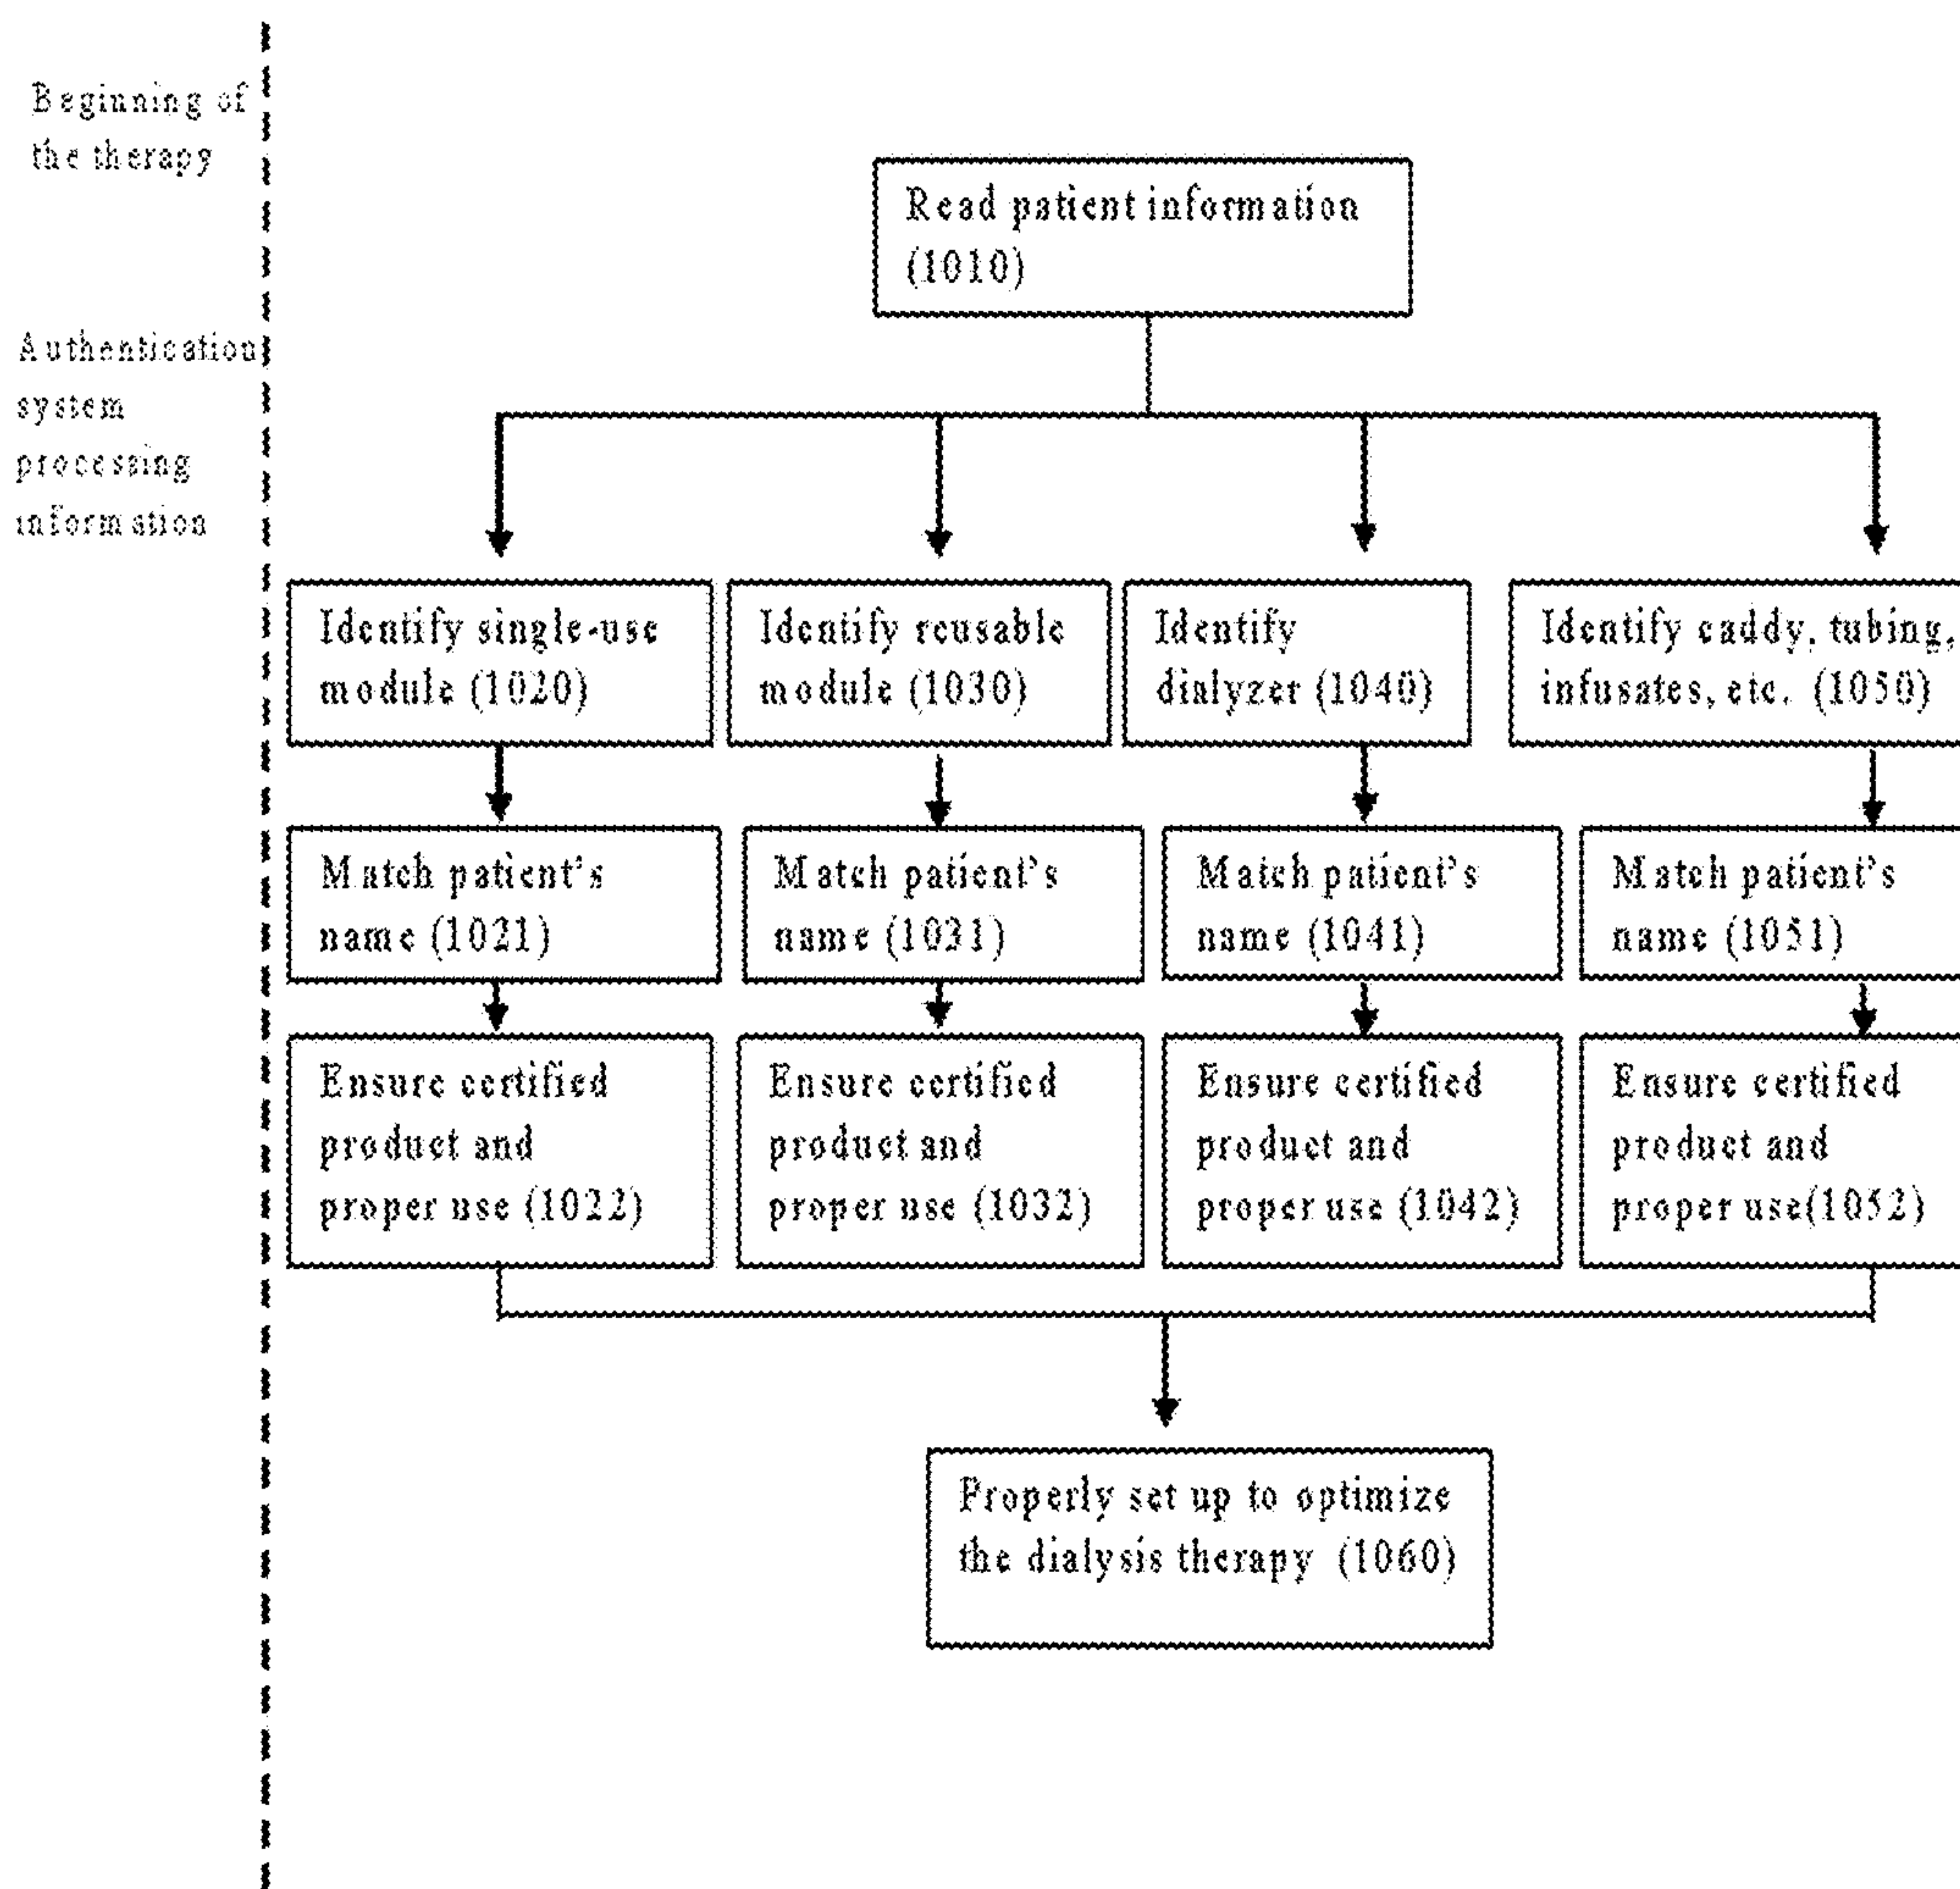 Beginning of
the therapy
Authentication
system
processing
information
Read patient information
(1010)
Identify single-use
module (1020)
Identify reusable
module (1030)
Identify
dialyzer (1040)
Identify caddy, tubing,
infusates, etc. (1050)
Match patient's
name (1021)
Match patient's
name (1031)
Match patient's
name (1041)
Match patient's
name (1051)
Ensure certified
product and
proper use (1022)
Ensure certified
product and
proper use (1032)
Ensure certified
product and
proper use (1042)
Ensure certified
product and
proper use(1052)
Properly set up to optimize
the dialysis therapy (1060)